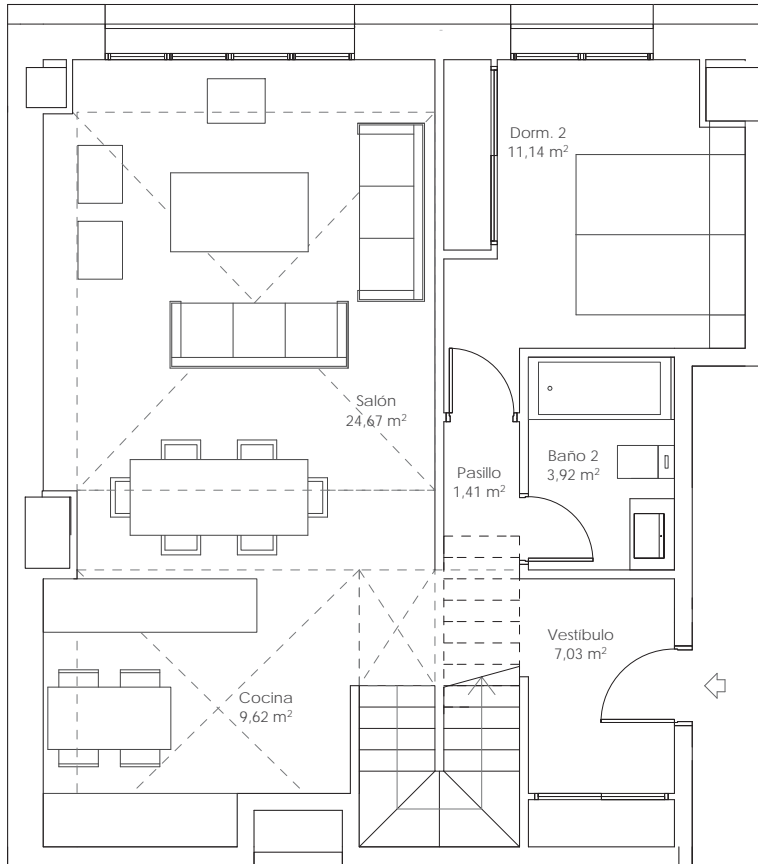 Dorm. 2
11,14 m²
Salón
24,67 m²
Pasillo
1,41 m²
Baño 2
3,92 m²
Vestíbulo
7,03 m²
Cocina
9,62 m²